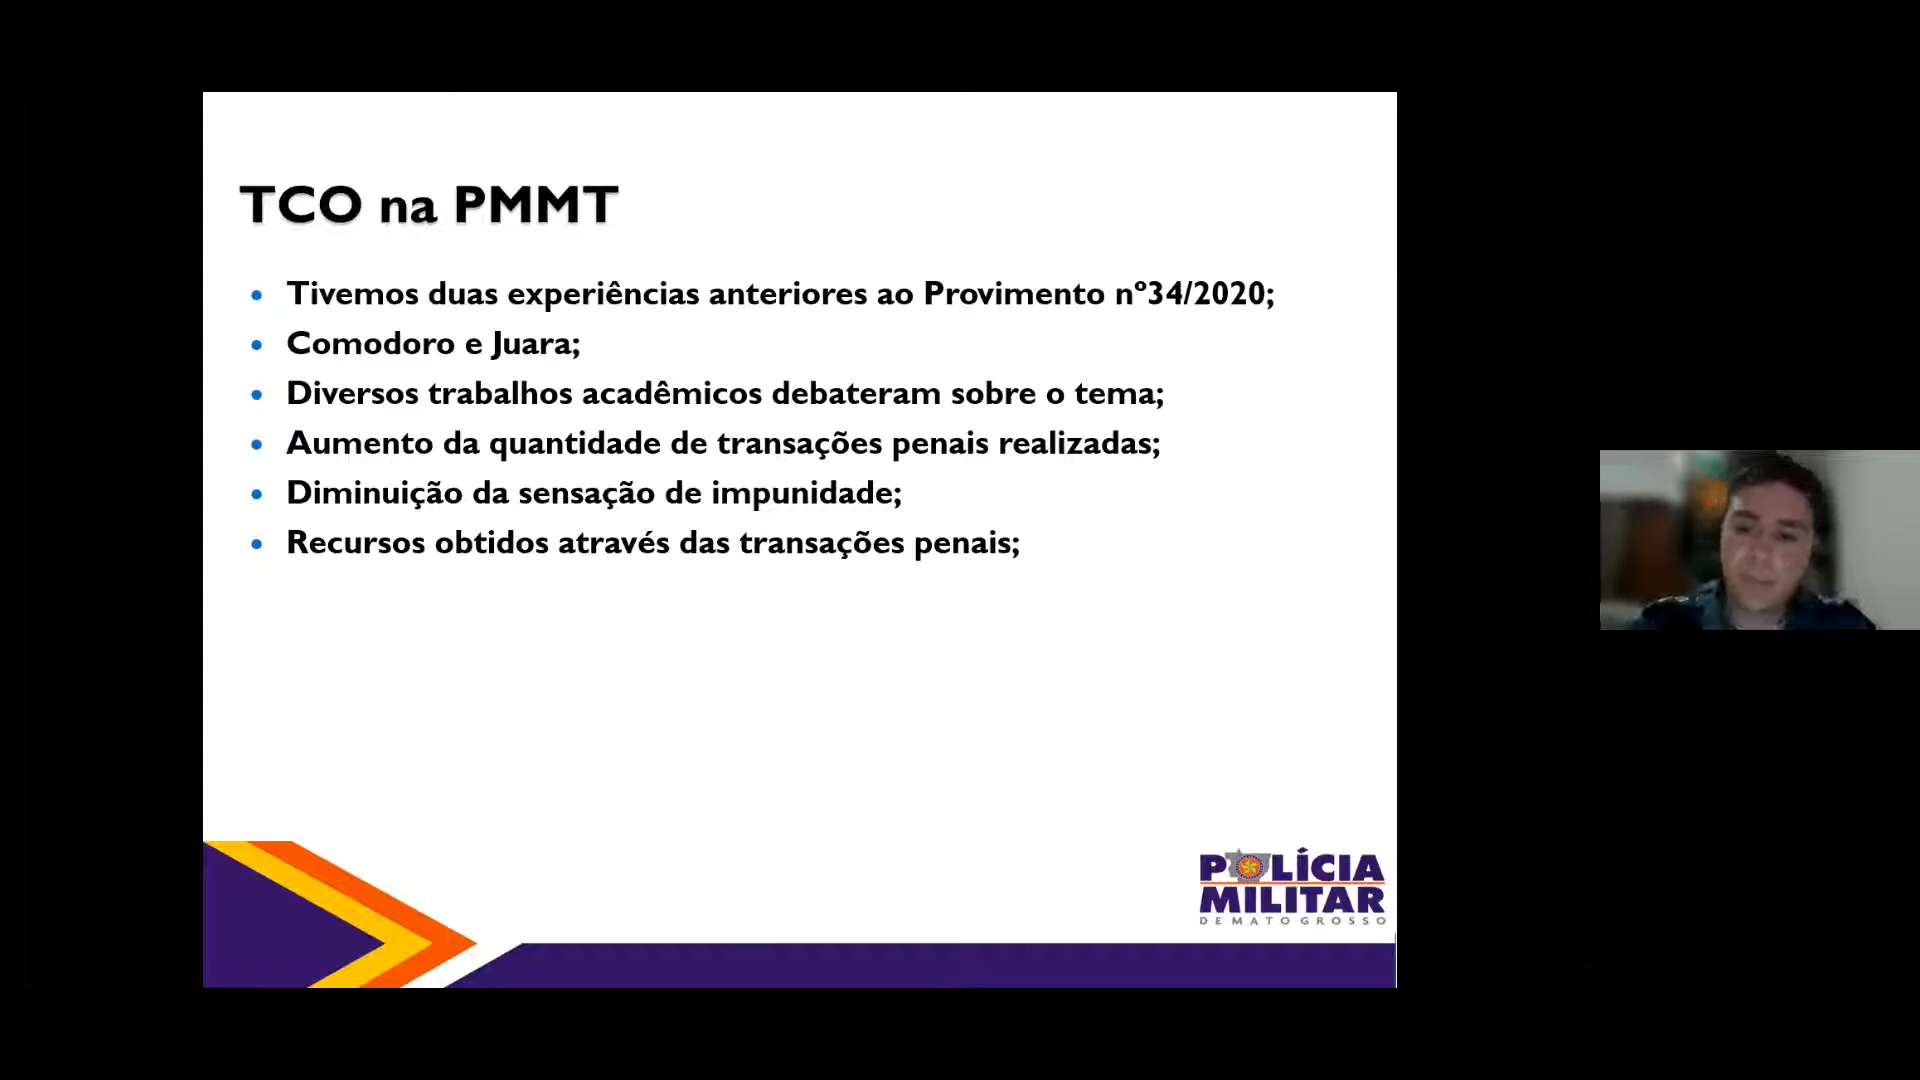 TCO na PMMT
• Tivemos duas experiências anteriores ao Provimento nº34/2020;
• Comodoro e Juara;
• Diversos trabalhos acadêmicos debateram sobre o tema;
• Aumento da quantidade de transações penais realizadas;
• Diminuição da sensação de impunidade;
• Recursos obtidos através das transações penais;
POLÍCIA
MILITAR
DE MATO GROSSO